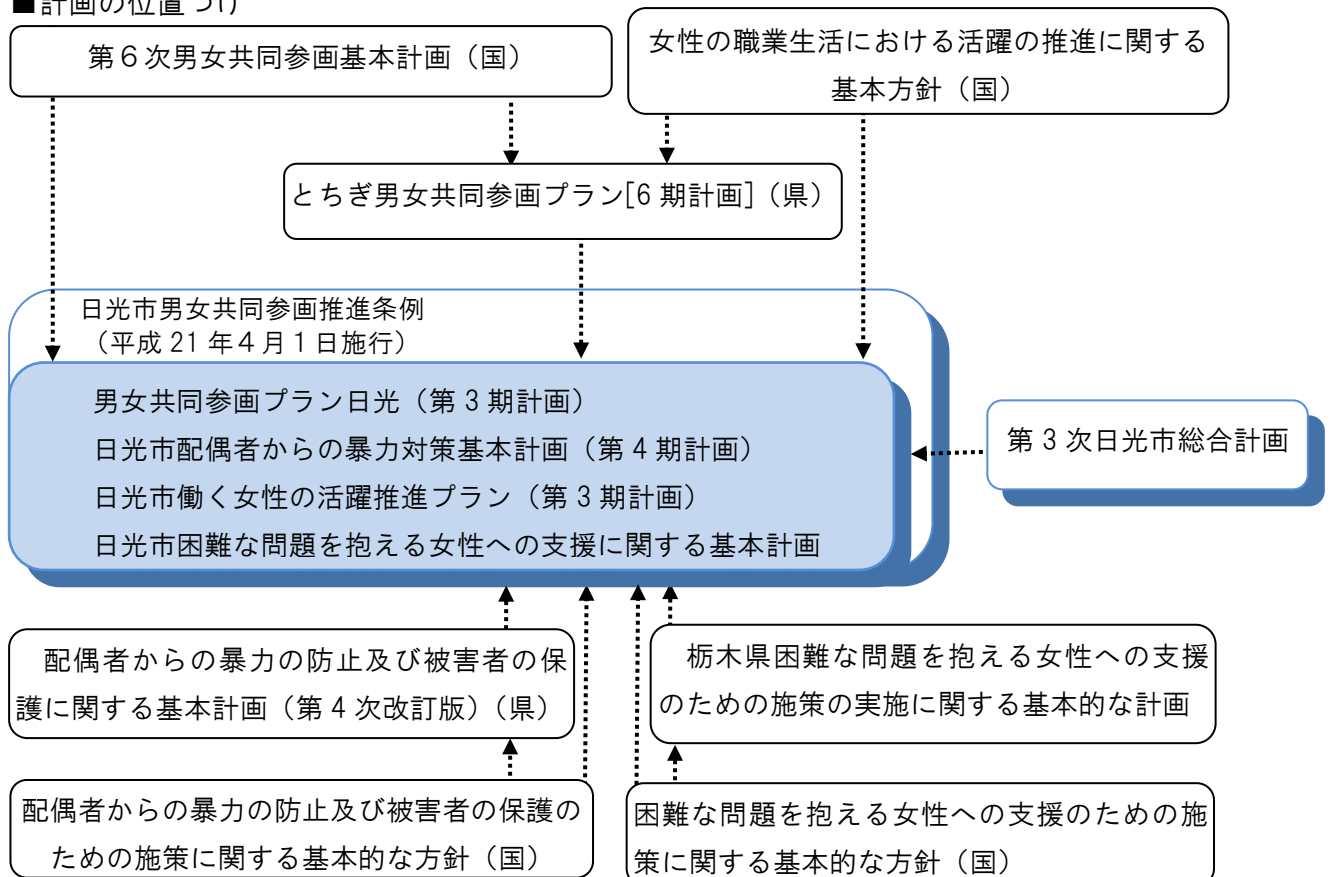 ■計画の位置づけ
第６次男女共同参画基本計画（国）
女性の職業生活における活躍の推進に関する
基本方針（国）
とちぎ男女共同参画プラン[6 期計画]（県）
日光市男女共同参画推進条例
（平成 21 年４月１日施行）
男女共同参画プラン日光（第 3 期計画）
日光市配偶者からの暴力対策基本計画（第 4 期計画）
日光市働く女性の活躍推進プラン（第 3 期計画）
日光市困難な問題を抱える女性への支援に関する基本計画
第 3 次日光市総合計画
配偶者からの暴力の防止及び被害者の保
護に関する基本計画（第 4 次改訂版）（県）
栃木県困難な問題を抱える女性への支援
のための施策の実施に関する基本的な計画
配偶者からの暴力の防止及び被害者の保護の
ための施策に関する基本的な方針（国）
困難な問題を抱える女性への支援のための施
策に関する基本的な方針（国）